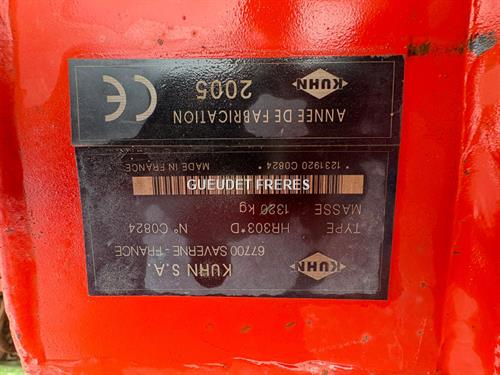 KUHN S.A.
67700 SAVERNE - FRANCE
KUHN
TYPE HR303*D N° C0824
MASSE 1320 kg
GUEUDET FRERES
* 1231920 C0824 * MADE IN FRANCE
ANNEE DE FABRICATION
2005
KUHN
CE